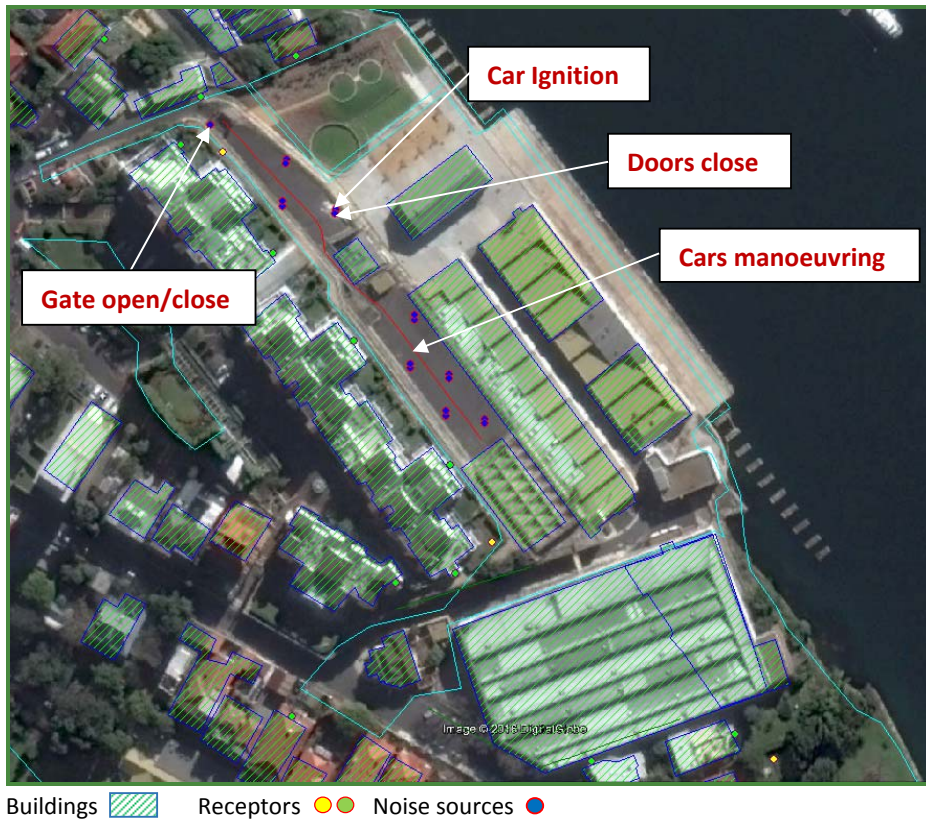 Car Ignition
Doors close
Cars manoeuvring
Gate open/close
Image © 2016 DigitalGlobe
Buildings Receptors Noise sources